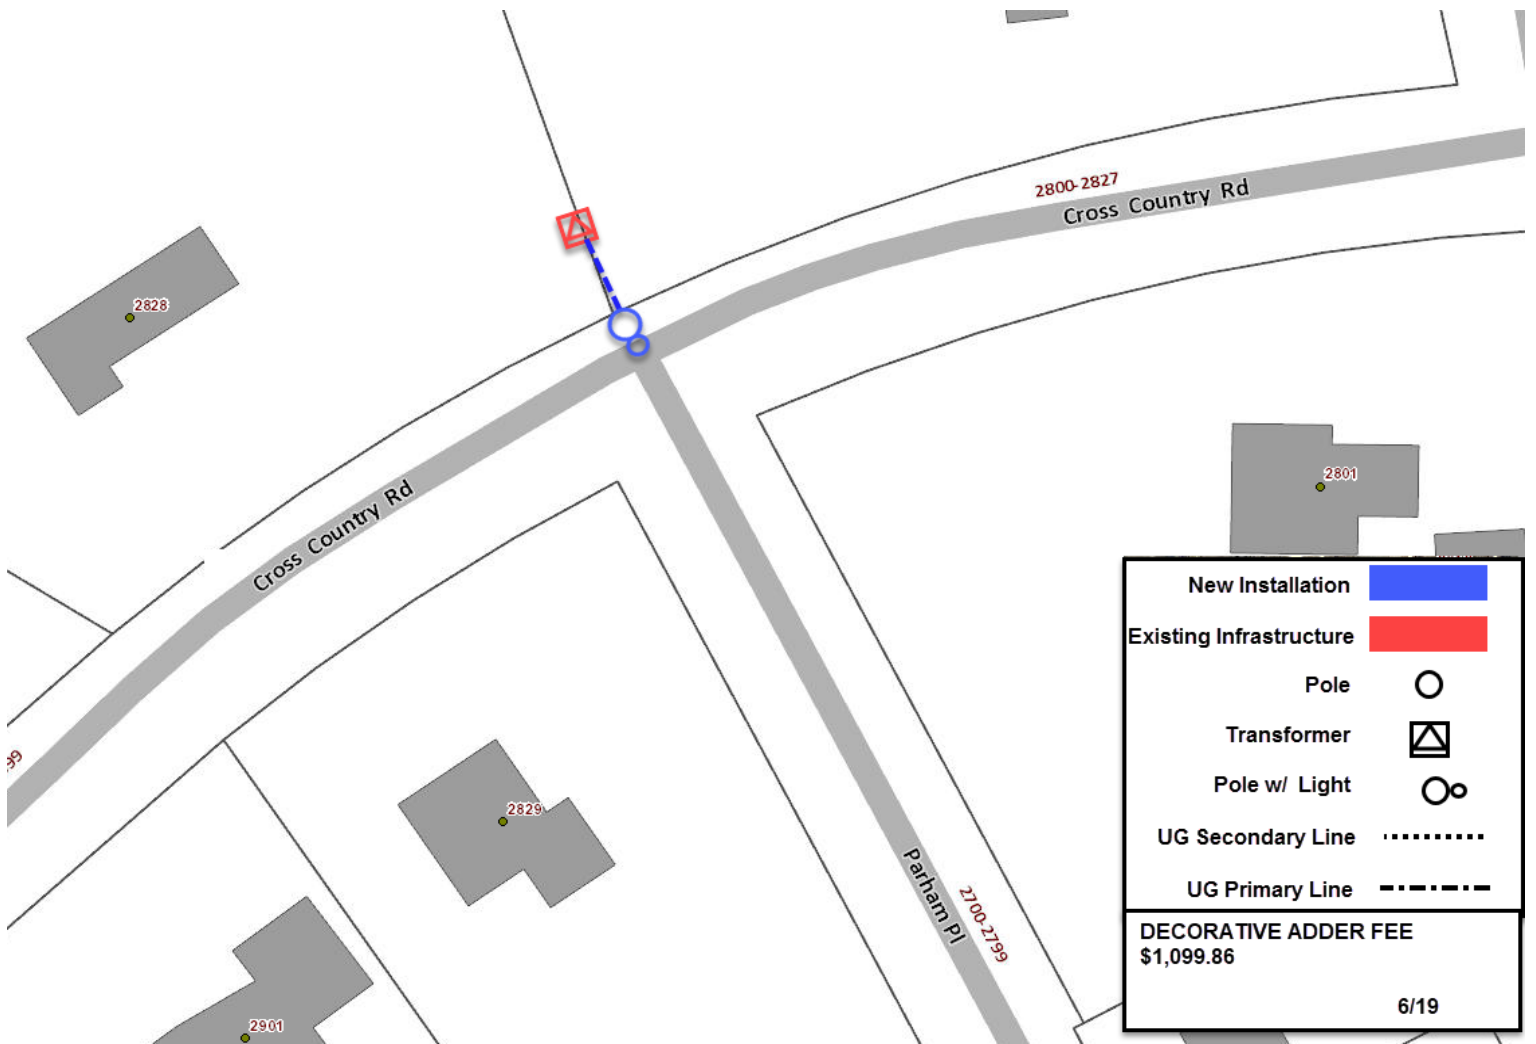 2800-2827
Cross Country Rd
2828
2801
Cross Country Rd
99
2829
Parham Pl
2700-2799
2901
New Installation
Existing Infrastructure
Pole
Transformer
Pole w/ Light
UG Secondary Line
UG Primary Line
DECORATIVE ADDER FEE
$1,099.86
6/19